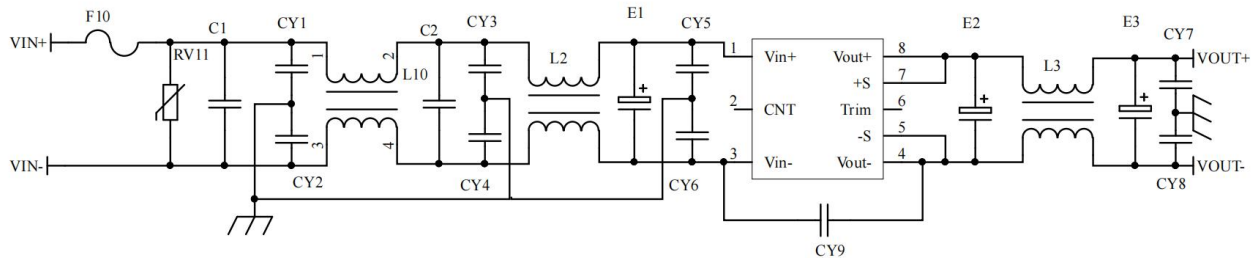 F10
C1
CY1
C2
CY3
E1
CY5
E2
E3
CY7
VIN+
RV11
1
2
L10
L2
1
Vin+
Vout+
8
L3
VOUT+
+S
7
2
CNT
Trim
6
-S
5
3
4
VIN-
3
Vin-
Vout-
4
VOUT-
CY2
CY4
CY6
CY8
CY9
+
+
+